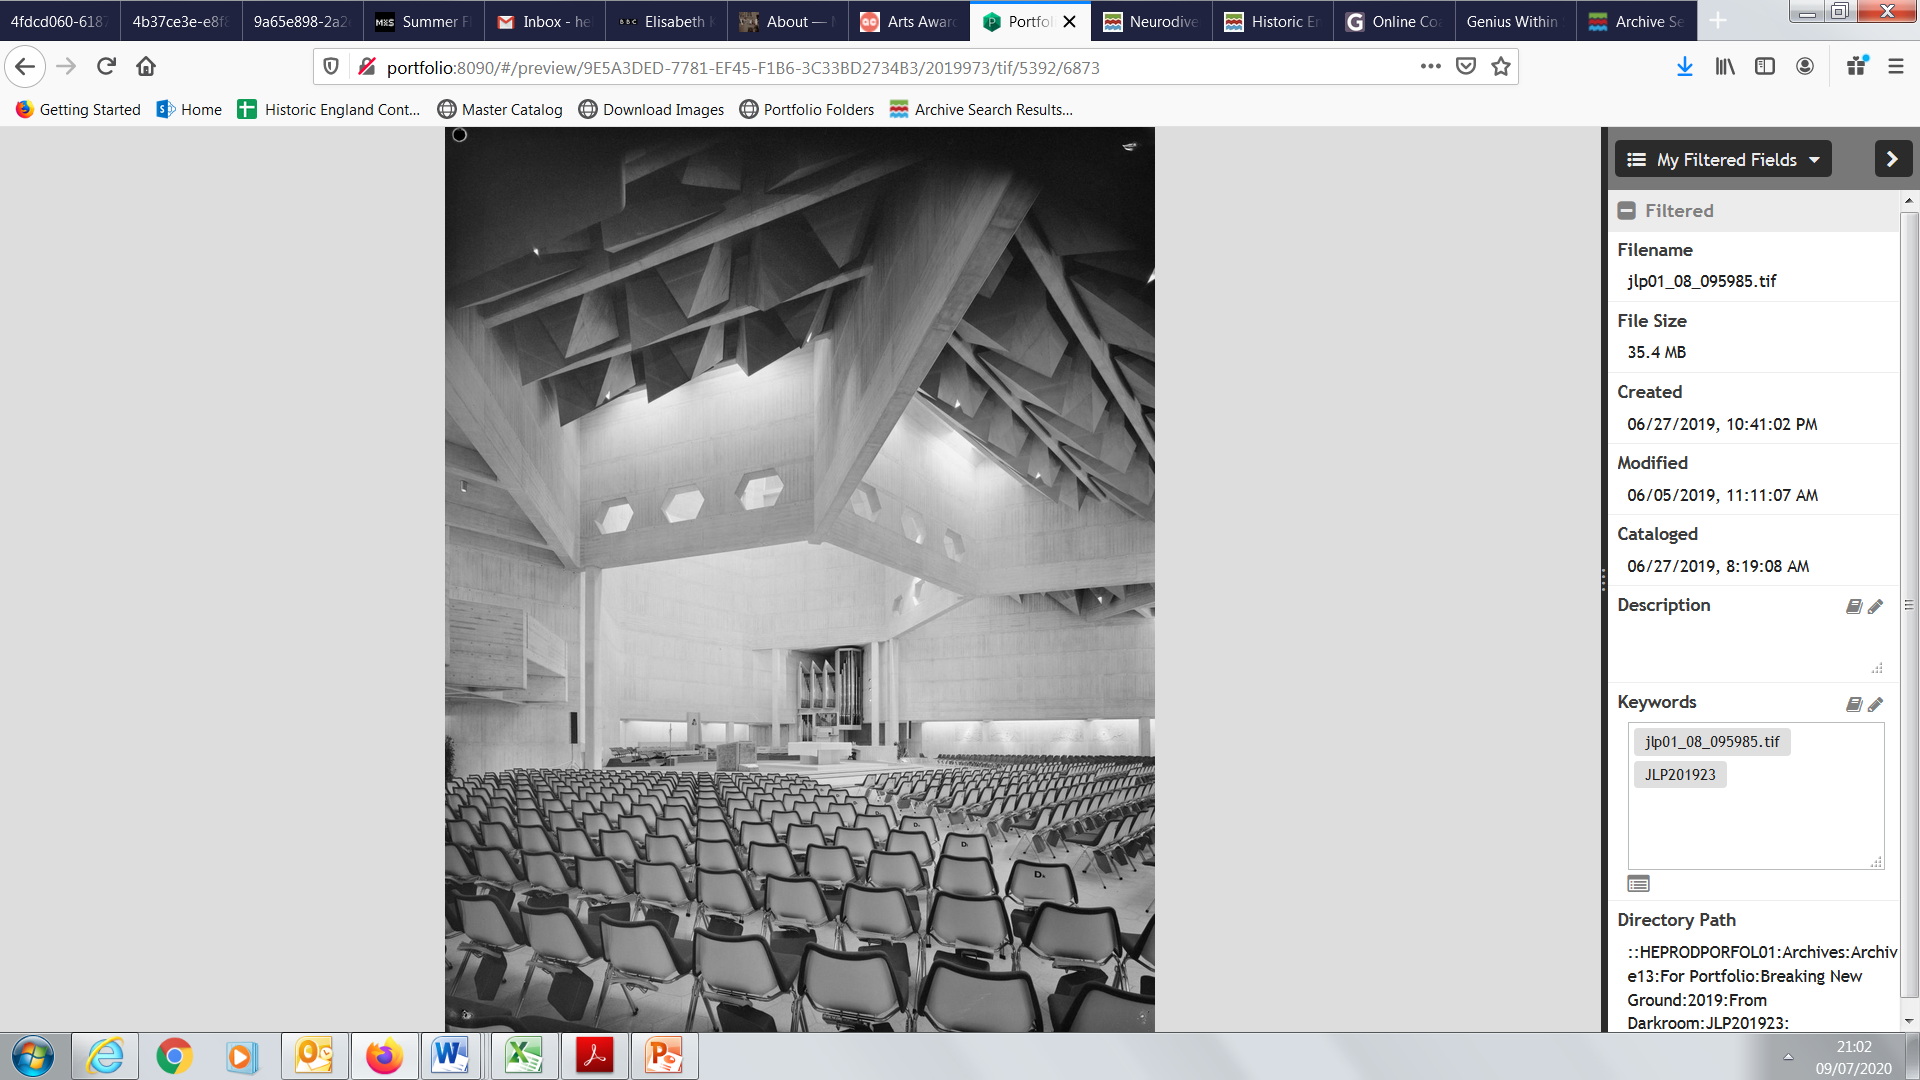 4fdcd060-6187
4b37ce3e-e8f8
9a65e898-2a2
M&S Summer F
Inbox - he
BBC Elisabeth K
About —
Arts Awar
Portfol
Neurodive
Historic En
Online Co
Genius Within
Archive Se
portfolio:8090/#/preview/9E5A3DED-7781-EF45-F1B6-3C33BD2734B3/2019973/tif/5392/6873
Getting Started
Home
Historic England Cont...
Master Catalog
Download Images
Portfolio Folders
Archive Search Results...
My Filtered Fields
Filtered
Filename
jlp01_08_095985.tif
File Size
35.4 MB
Created
06/27/2019, 10:41:02 PM
Modified
06/05/2019, 11:11:07 AM
Cataloged
06/27/2019, 8:19:08 AM
Description
Keywords
jlp01_08_095985.tif
JLP201923
Directory Path
::HEPRODPORFOL01:Archives:Archiv
e13:For Portfolio:Breaking New
Ground:2019:From
Darkroom:JLP201923:
21:02
09/07/2020